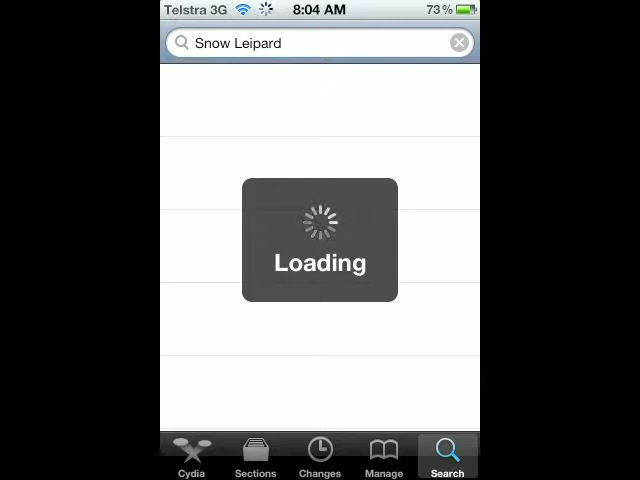 Telstra 3G 8:04 AM 73%
Snow Leipard
Loading
Cydia Sections Changes Manage Search